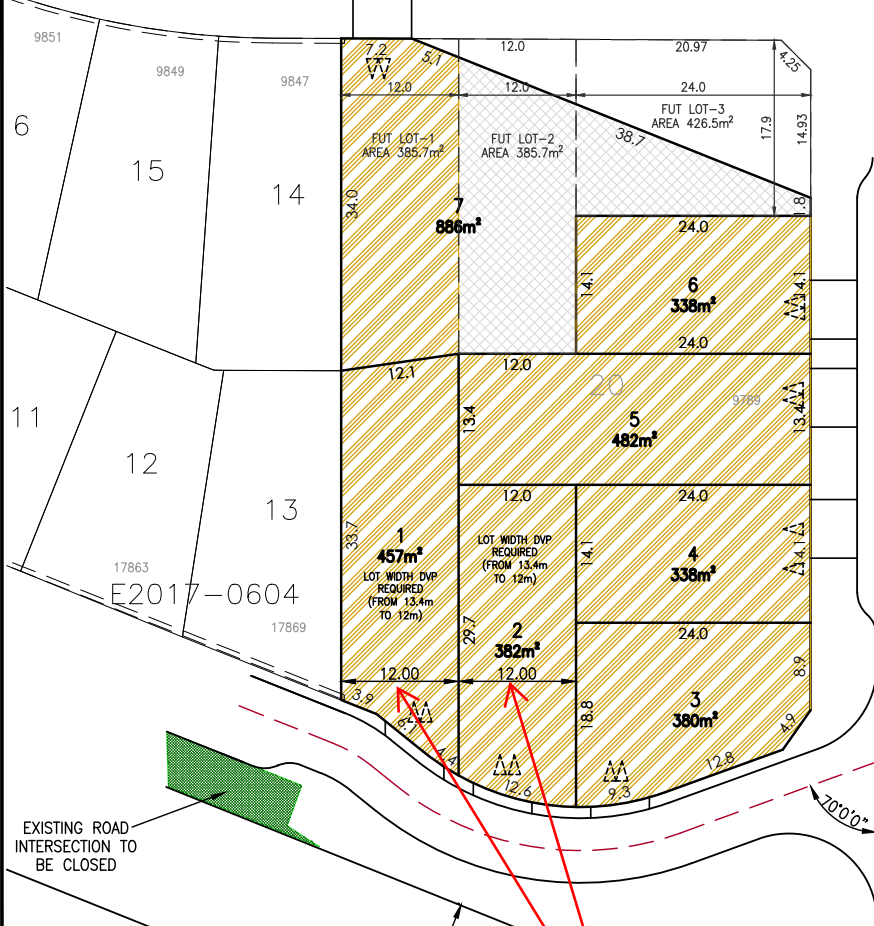 9851
9849
9847
6
15
14
7.2
5.1
12.0
20.97
4.25
12.0
12.0
24.0
FUT LOT-1
AREA 385.7m²
FUT LOT-2
AREA 385.7m²
FUT LOT-3
AREA 426.5m²
38.7
17.9
14.93
34.0
1.8
7
886m²
24.0
14.1
6
338m²
14.1
24.0
12.1
12.0
20
9789
13.4
5
482m²
13.4
11
12
13
12.0
24.0
33.7
1
457m²
LOT WIDTH DVP
REQUIRED
(FROM 13.4m
TO 12m)
LOT WIDTH DVP
REQUIRED
(FROM 13.4m
TO 12m)
14.1
4
338m²
14.1
17863
E2017-0604
17869
29.7
2
382m²
24.0
8.9
12.00
12.00
3.9
6.1
4.4
12.6
18.8
3
380m²
9.3
12.8
4.9
70°0'0"
EXISTING ROAD
INTERSECTION TO
BE CLOSED